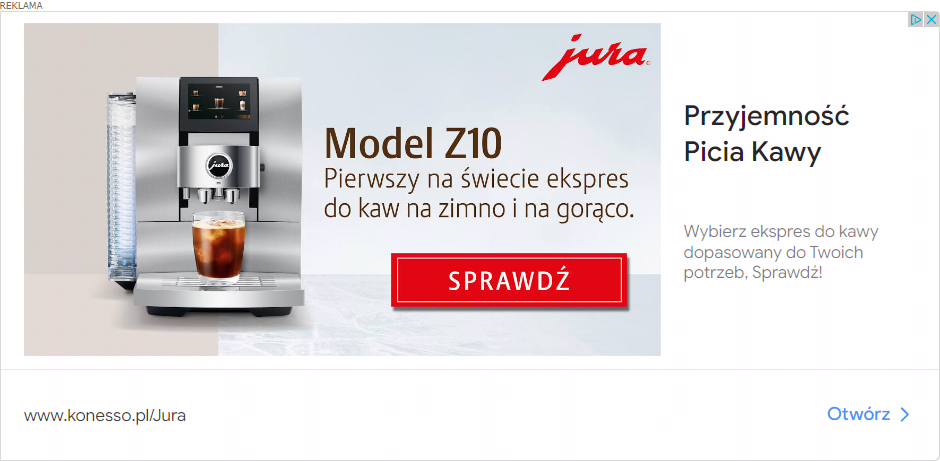 REKLAMA
jura
Model Z10
Pierwszy na świecie ekspres
do kaw na zimno i na gorąco.
jura
SPRAWDŹ
Przyjemność
Picia Kawy
Wybierz ekspres do kawy
dopasowany do Twoich
potrzeb, Sprawdź!
www.konesso.pl/Jura
Otwórz